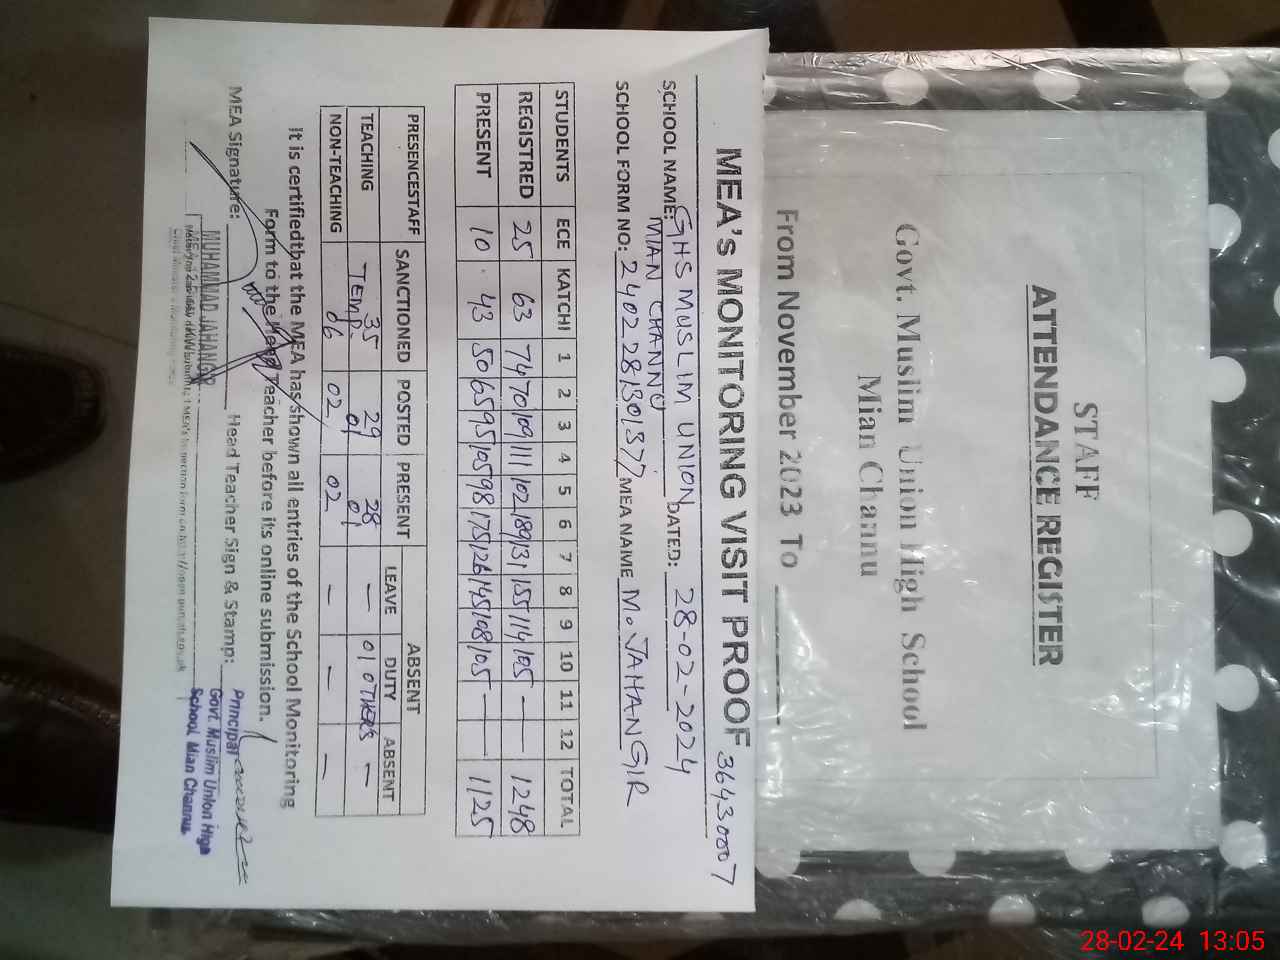 STAFF
ATTENDANCE REGISTER
Govt. Muslim Union High School
Mian Channu
From November 2023 To
MEA's MONITORING VISIT PROOF 36430007
SCHOOL NAME: GHS MUSLIM UNION DATED: 28-02-2024
MIAN CHANNU
SCHOOL FORM NO: 2402281301377 MEA NAME M. JAHANGIR
STUDENTS ECE KATCHI 1 2 3 4 5 6 7 8 9 10 11 12 TOTAL
REGISTRED 25 63 74 70 109 111 102 189 131 155 114 105 — — 1248
PRESENT 10 43 50 65 95 105 98 175 126 145 108 105 — — 1125
PRESENCESTAFF SANCTIONED POSTED PRESENT ABSENT
LEAVE DUTY ABSENT
TEACHING 35 29 28 — 01 OTHERS —
TEMP. 01 01
NON-TEACHING 06 02 02 — — —
It is certifiedthat the MEA has shown all entries of the School Monitoring
Form to the Head Teacher before its online submission.
MEA Signature: Head Teacher Sign & Stamp:
MUHAMMAD JAHANGIR
Principal
Govt. Muslim Union High
School, Mian Channu
28-02-24 13:05